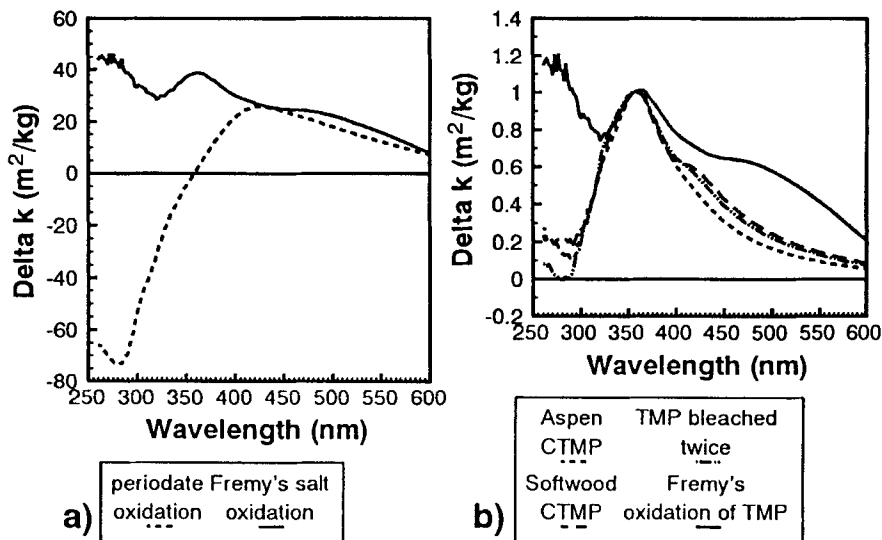 60
40
20
0
-20
-40
-60
-80
Delta k (m²/kg)
250 300 350 400 450 500 550 600
Wavelength (nm)
periodate Fremy's salt
oxidation oxidation
a)
1.4
1.2
1
0.8
0.6
0.4
0.2
0
-0.2
Delta k (m²/kg)
250 300 350 400 450 500 550 600
Wavelength (nm)
Aspen TMP bleached
CTMP twice
Softwood Fremy's
CTMP oxidation of TMP
b)